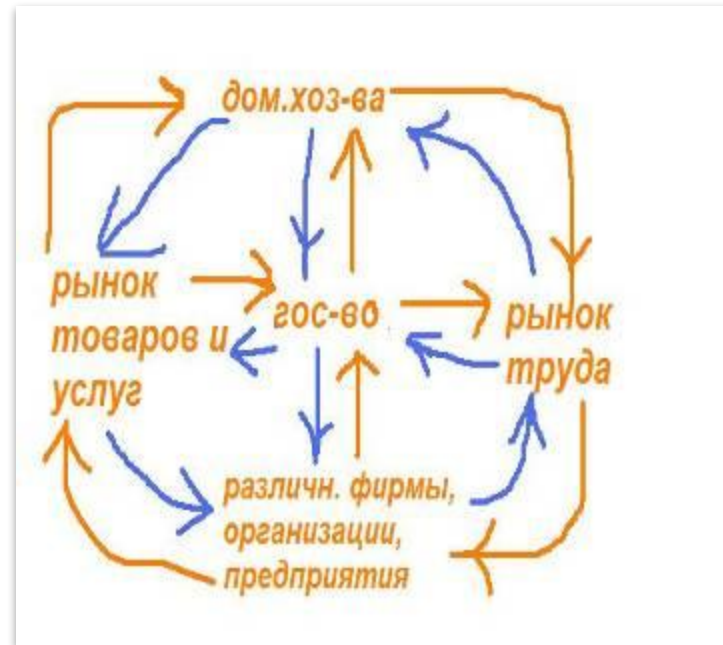 дом.хоз-ва
рынок
товаров и
услуг
гос-во
рынок
труда
различн. фирмы,
организации,
предприятия